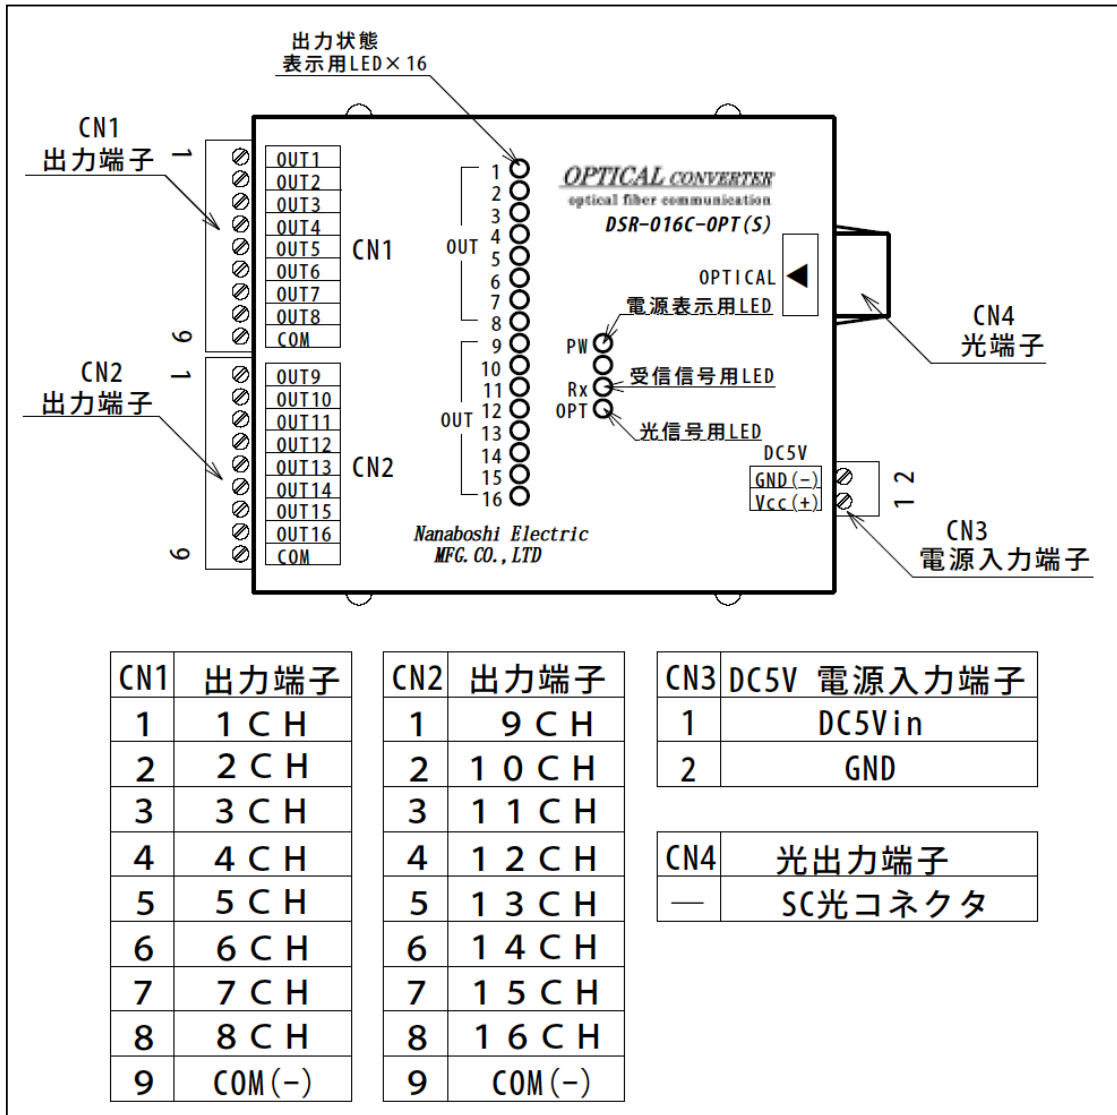 出力状態
表示用LED×16
CN1
出力端子
1
9
CN2
出力端子
1
9
OUT1
OUT2
OUT3
OUT4
OUT5
OUT6
OUT7
OUT8
COM
CN1
OUT9
OUT10
OUT11
OUT12
OUT13
OUT14
OUT15
OUT16
COM
CN2
OUT
1
2
3
4
5
6
7
8
OUT
9
10
11
12
13
14
15
16
OPTICAL CONVERTER
optical fiber communication
DSR-016C-OPT(S)
OPTICAL
電源表示用LED
PW
Rx
受信信号用LED
OPT
光信号用LED
CN4
光端子
DC5V
GND(-)
Vcc(+)
1 2
CN3
電源入力端子
Nanaboshi Electric
MFG.CO.,LTD
CN1 出力端子
1 1CH
2 2CH
3 3CH
4 4CH
5 5CH
6 6CH
7 7CH
8 8CH
9 COM(-)
CN2 出力端子
1 9CH
2 10CH
3 11CH
4 12CH
5 13CH
6 14CH
7 15CH
8 16CH
9 COM(-)
CN3 DC5V 電源入力端子
1 DC5Vin
2 GND
CN4 光出力端子
— SC光コネクタ